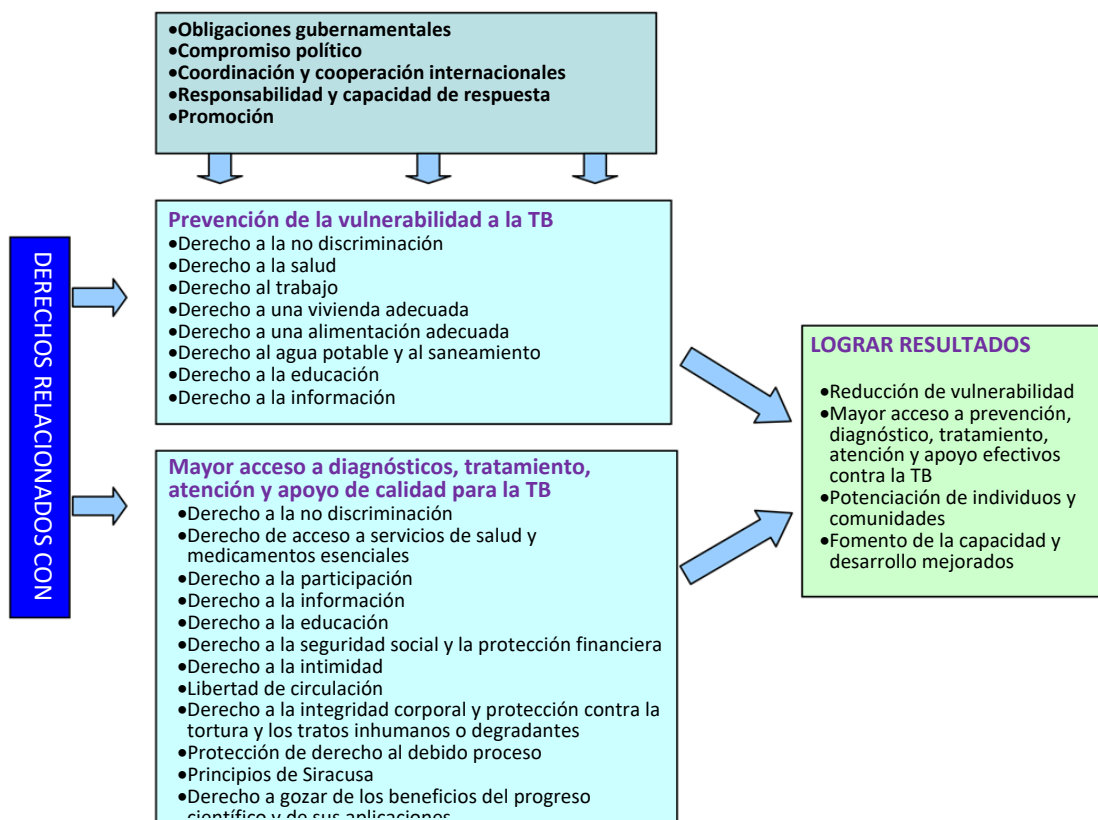 •Obligaciones gubernamentales
•Compromiso político
•Coordinación y cooperación internacionales
•Responsabilidad y capacidad de respuesta
•Promoción
DERECHOS RELACIONADOS CON
Prevención de la vulnerabilidad a la TB
•Derecho a la no discriminación
•Derecho a la salud
•Derecho al trabajo
•Derecho a una vivienda adecuada
•Derecho a una alimentación adecuada
•Derecho al agua potable y al saneamiento
•Derecho a la educación
•Derecho a la información
Mayor acceso a diagnósticos, tratamiento,
atención y apoyo de calidad para la TB
•Derecho a la no discriminación
•Derecho de acceso a servicios de salud y
medicamentos esenciales
•Derecho a la participación
•Derecho a la información
•Derecho a la educación
•Derecho a la seguridad social y la protección financiera
•Derecho a la intimidad
•Libertad de circulación
•Derecho a la integridad corporal y protección contra la
tortura y los tratos inhumanos o degradantes
•Protección de derecho al debido proceso
•Principios de Siracusa
•Derecho a gozar de los beneficios del progreso
científico y de sus aplicaciones
LOGRAR RESULTADOS
•Reducción de vulnerabilidad
•Mayor acceso a prevención,
diagnóstico, tratamiento,
atención y apoyo efectivos
contra la TB
•Potenciación de individuos y
comunidades
•Fomento de la capacidad y
desarrollo mejorados